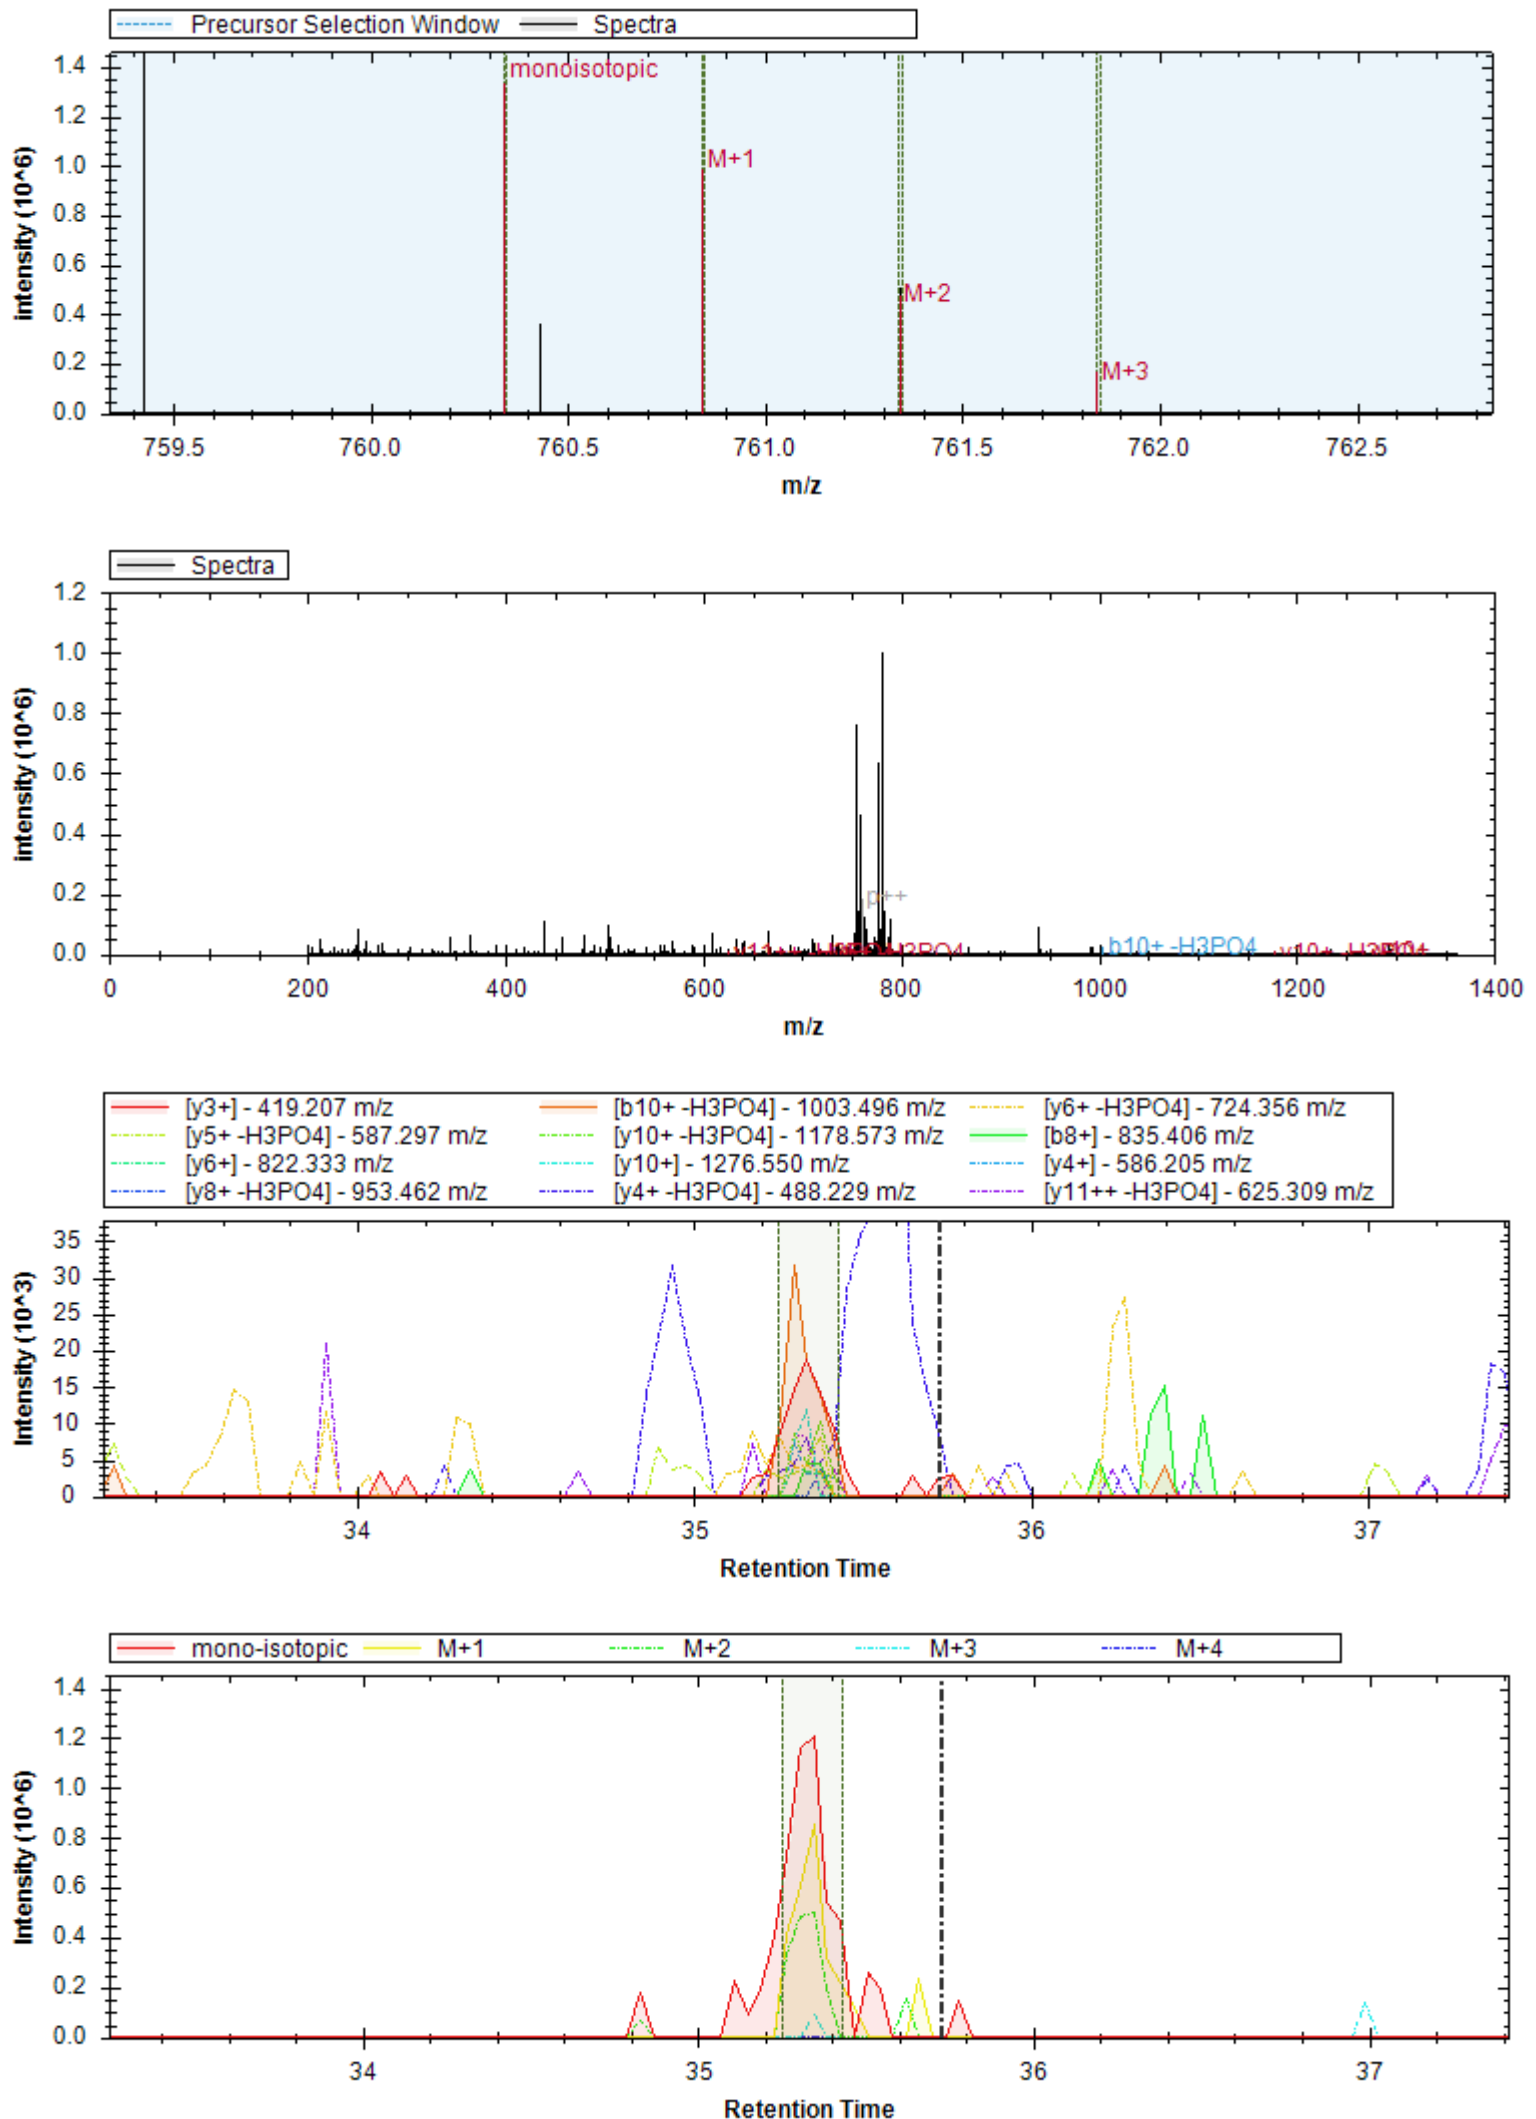 Precursor Selection Window Spectra
monoisotopic
M+1
M+2
M+3
1.4
1.2
1.0
0.8
0.6
0.4
0.2
0.0
intensity (10^6)
759.5 760.0 760.5 761.0 761.5 762.0 762.5
m/z
Spectra
1.2
1.0
0.8
0.6
0.4
0.2
0.0
intensity (10^6)
p++
b10+ -H3PO4
0 200 400 600 800 1000 1200 1400
m/z
[y3+] - 419.207 m/z [b10+ -H3PO4] - 1003.496 m/z [y6+ -H3PO4] - 724.356 m/z
[y5+ -H3PO4] - 587.297 m/z [y10+ -H3PO4] - 1178.573 m/z [b8+] - 835.406 m/z
[y6+] - 822.333 m/z [y10+] - 1276.550 m/z [y4+] - 586.205 m/z
[y8+ -H3PO4] - 953.462 m/z [y4+ -H3PO4] - 488.229 m/z [y11++ -H3PO4] - 625.309 m/z
35
30
25
20
15
10
5
0
Intensity (10^3)
34 35 36 37
Retention Time
mono-isotopic M+1 M+2 M+3 M+4
1.4
1.2
1.0
0.8
0.6
0.4
0.2
0.0
Intensity (10^6)
34 35 36 37
Retention Time